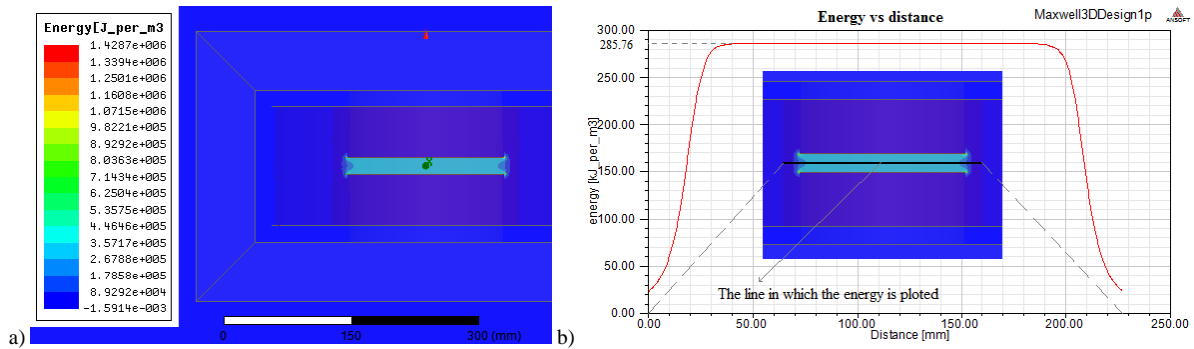 Energy[J_per_m3
1.4287e+006
1.3394e+006
1.2501e+006
1.1608e+006
1.0715e+006
9.8221e+005
8.9292e+005
8.0363e+005
7.1434e+005
6.2504e+005
5.3575e+005
4.4646e+005
3.5717e+005
2.6788e+005
1.7858e+005
8.9292e+004
-1.5914e-003
0
150
300 (mm)
a)
b)
Energy vs distance
Maxwell3DDesign1p
ANSOFT
300.00
285.76
250.00
200.00
150.00
100.00
50.00
0.00
energy [kJ_per_m3]
The line in which the energy is ploted
0.00
50.00
100.00
150.00
200.00
250.00
Distance [mm]